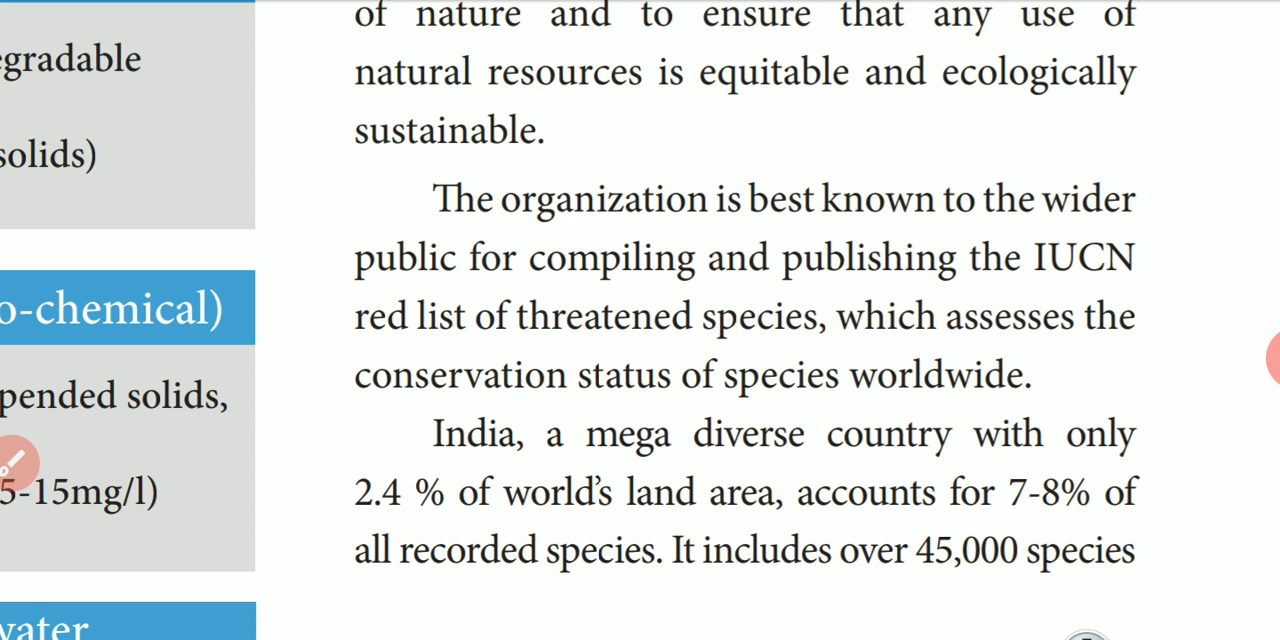 egradable
solids)
o-chemical)
pended solids,
5-15mg/l)
water
of nature and to ensure that any use of
natural resources is equitable and ecologically
sustainable.
The organization is best known to the wider
public for compiling and publishing the IUCN
red list of threatened species, which assesses the
conservation status of species worldwide.
India, a mega diverse country with only
2.4 % of world's land area, accounts for 7-8% of
all recorded species. It includes over 45,000 species